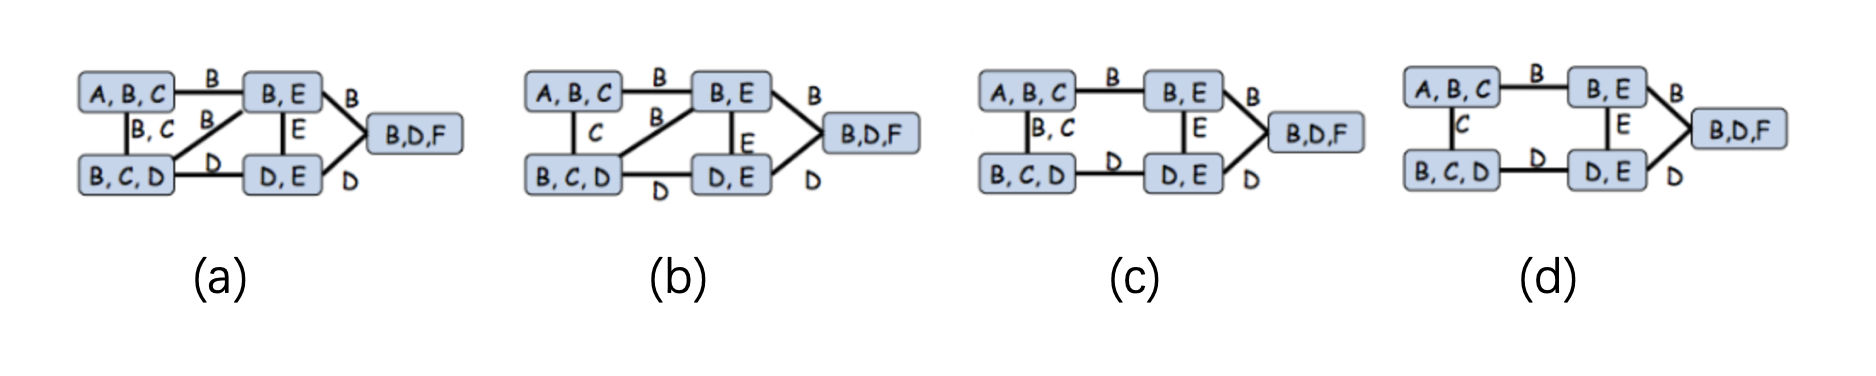 A, B, C B B, E B
B, C B E B,D,F
B, C, D D D, E D
(a)
A, B, C B B, E B
C B E B,D,F
B, C, D D D, E D
(b)
A, B, C B B, E B
B, C E B,D,F
B, C, D D D, E D
(c)
A, B, C B B, E B
C E B,D,F
B, C, D D D, E D
(d)